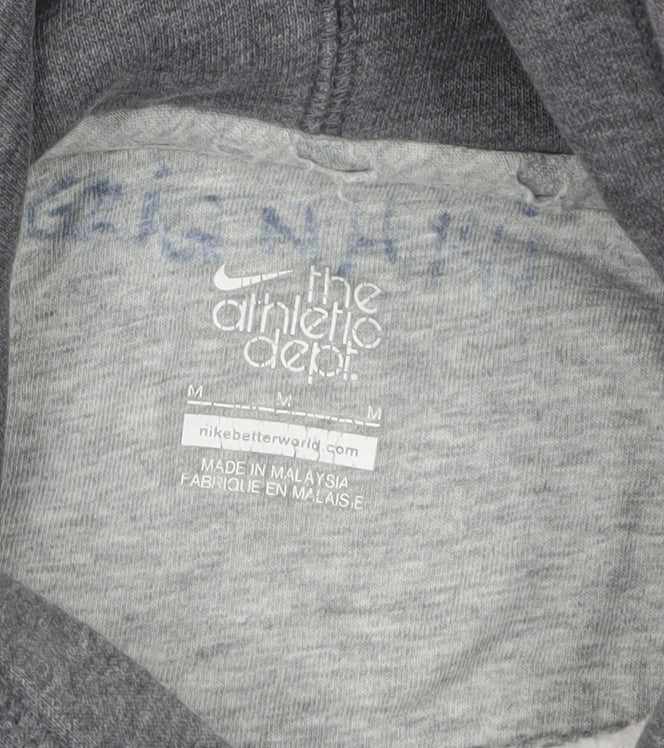 the
athletic
dept.
M M M
nikebetterworld.com
MADE IN MALAYSIA
FABRIQUE EN MALAISIE